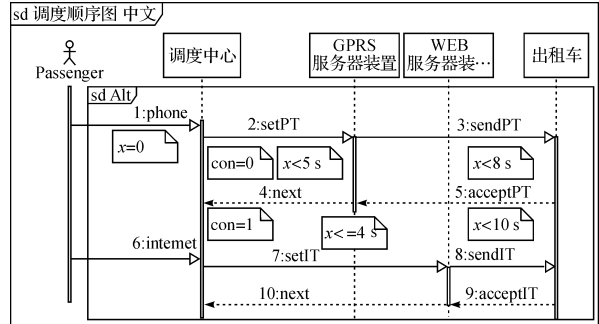 sd 调度顺序图 中文
Passenger
调度中心
GPRS
服务器装置
WEB
服务器装…
出租车
sd Alt
1:phone
x=0
2:setPT
3:sendPT
con=0
x<5 s
x<8 s
4:next
5:acceptPT
con=1
x<=4 s
x<10 s
6:internet
7:setIT
8:sendIT
10:next
9:acceptIT